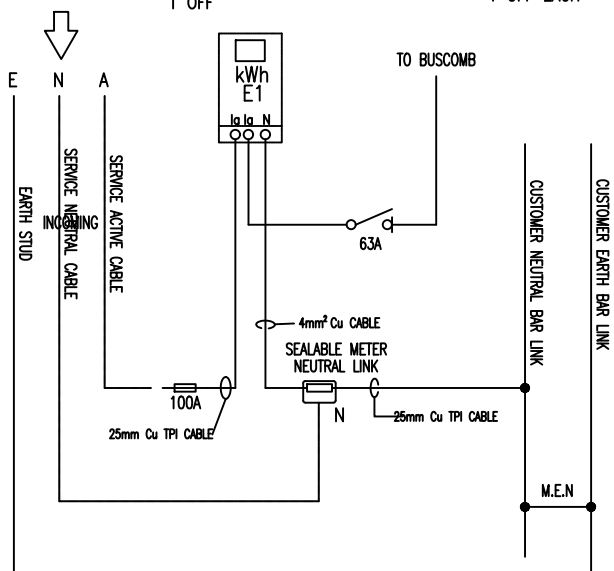 1 OFF
E N A
kWh
E1
Ia Ia N
TO BUSCOMB
63A
EARTH STUD
SERVICE NEUTRAL CABLE
INCOMING
SERVICE ACTIVE CABLE
CUSTOMER NEUTRAL BAR LINK
CUSTOMER EARTH BAR LINK
4mm² Cu CABLE
SEALABLE METER
NEUTRAL LINK
100A
N
25mm Cu TPI CABLE
25mm Cu TPI CABLE
M.E.N